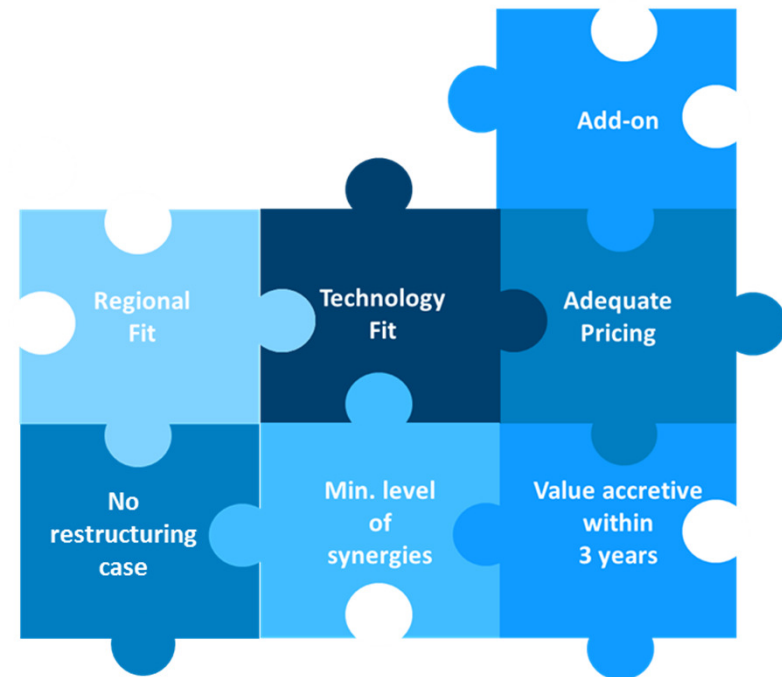 Add-on
Regional
Fit
Technology
Fit
Adequate
Pricing
No
restructuring
case
Min. level
of
synergies
Value accretive
within
3 years